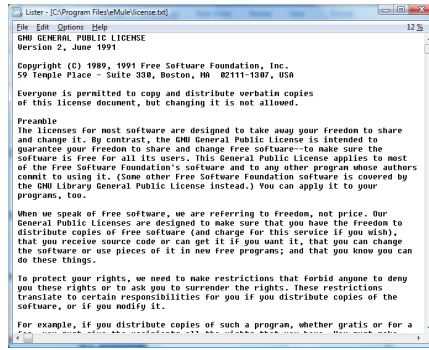 Lister - [C:\Program Files\eMule\license.txt]
File Edit Options Help 12 %
GNU GENERAL PUBLIC LICENSE
Version 2, June 1991
Copyright (C) 1989, 1991 Free Software Foundation, Inc.
59 Temple Place - Suite 330, Boston, MA 02111-1307, USA
Everyone is permitted to copy and distribute verbatim copies
of this license document, but changing it is not allowed.
Preamble
The licenses for most software are designed to take away your freedom to share
and change it. By contrast, the GNU General Public License is intended to
guarantee your freedom to share and change free software--to make sure the
software is free for all its users. This General Public License applies to most
of the Free Software Foundation's software and to any other program whose authors
commit to using it. (Some other Free Software Foundation software is covered by
the GNU Library General Public License instead.) You can apply it to your
programs, too.
When we speak of free software, we are referring to freedom, not price. Our
General Public Licenses are designed to make sure that you have the freedom to
distribute copies of free software (and charge for this service if you wish),
that you receive source code or can get it if you want it, that you can change
the software or use pieces of it in new free programs; and that you know you can
do these things.
To protect your rights, we need to make restrictions that forbid anyone to deny
you these rights or to ask you to surrender the rights. These restrictions
translate to certain responsibilities for you if you distribute copies of the
software, or if you modify it.
For example, if you distribute copies of such a program, whether gratis or for a